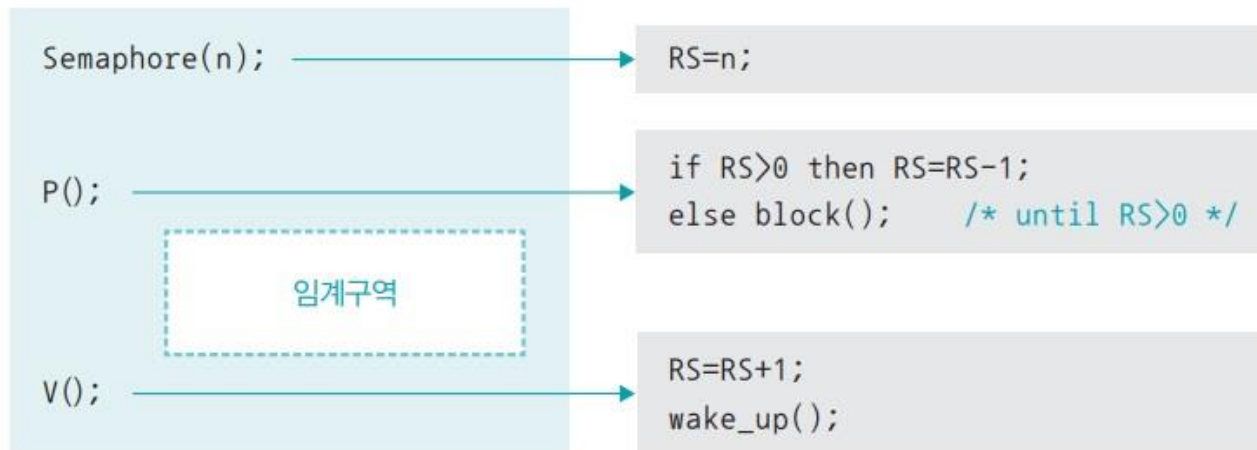 Semaphore(n);
RS=n;
P();
if RS>0 then RS=RS-1;
else block(); /* until RS>0 */
임계구역
V();
RS=RS+1;
wake_up();